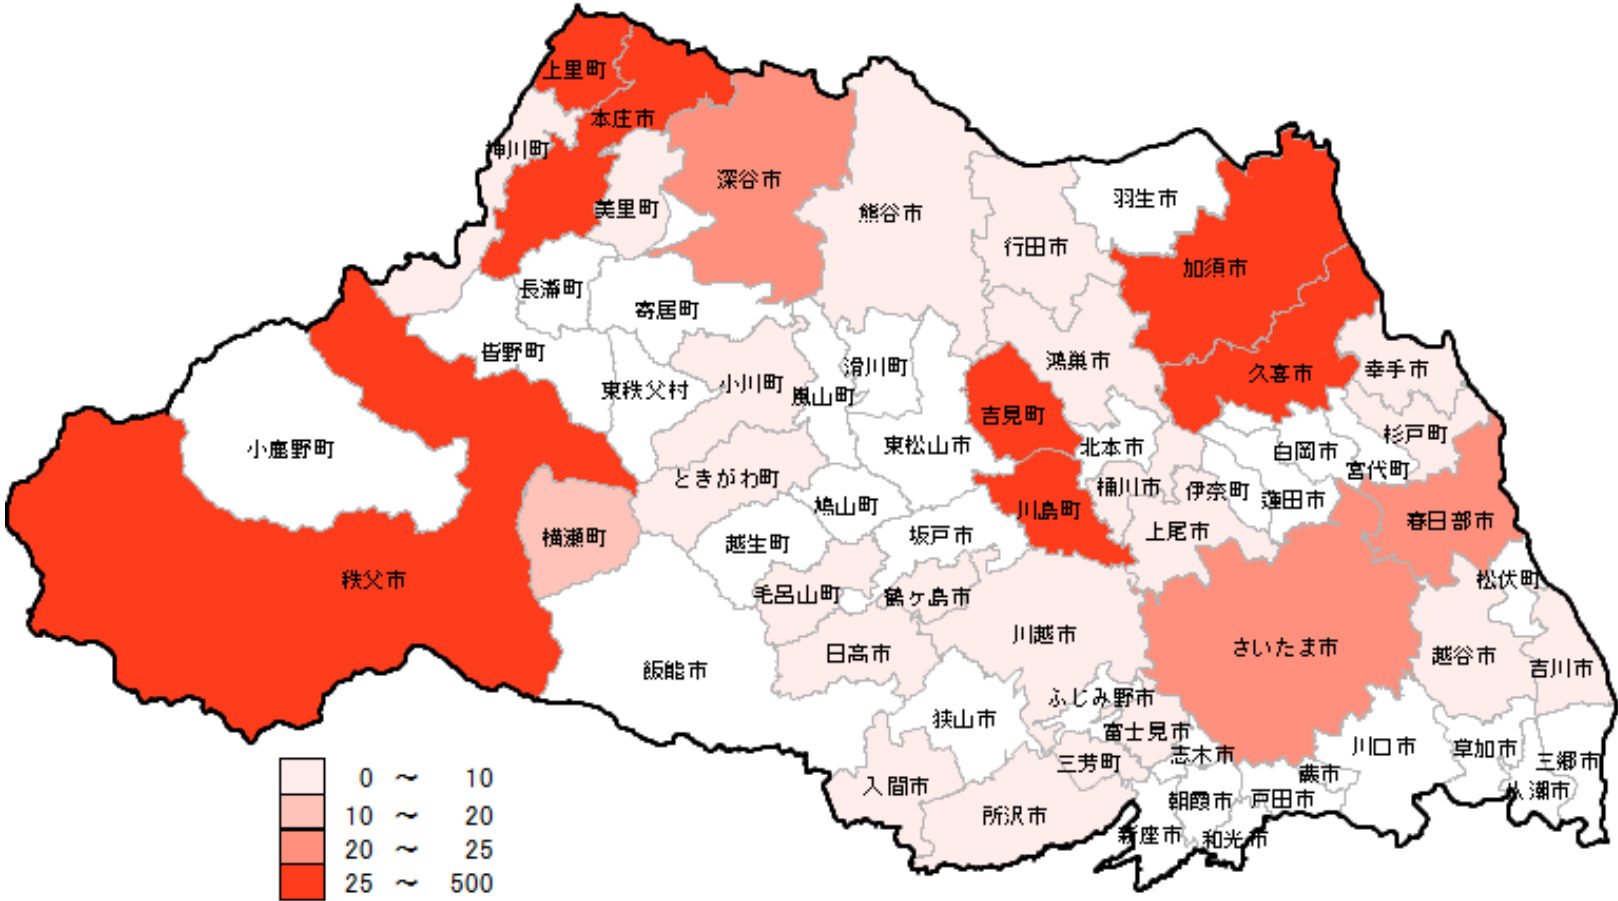 上里町
本庄市
神川町
深谷市
美里町
熊谷市
羽生市
行田市
加須市
長瀞町
寄居町
皆野町
東秩父村
小川町
嵐山町
滑川町
鴻巣市
久喜市
幸手市
吉見町
小鹿野町
東松山市
北本市
白岡市
杉戸町
宮代町
ときがわ町
桶川市
伊奈町
蓮田市
鳩山町
川島町
春日部市
横瀬町
越生町
坂戸市
上尾市
秩父市
毛呂山町
鶴ヶ島市
松伏町
川越市
さいたま市
日高市
越谷市
吉川市
飯能市
ふじみ野市
狭山市
富士見市
志木市
川口市
草加市
三芳町
蕨市
三郷市
入間市
朝霞市
戸田市
八潮市
所沢市
新座市
和光市
0 ～ 10
10 ～ 20
20 ～ 25
25 ～ 500